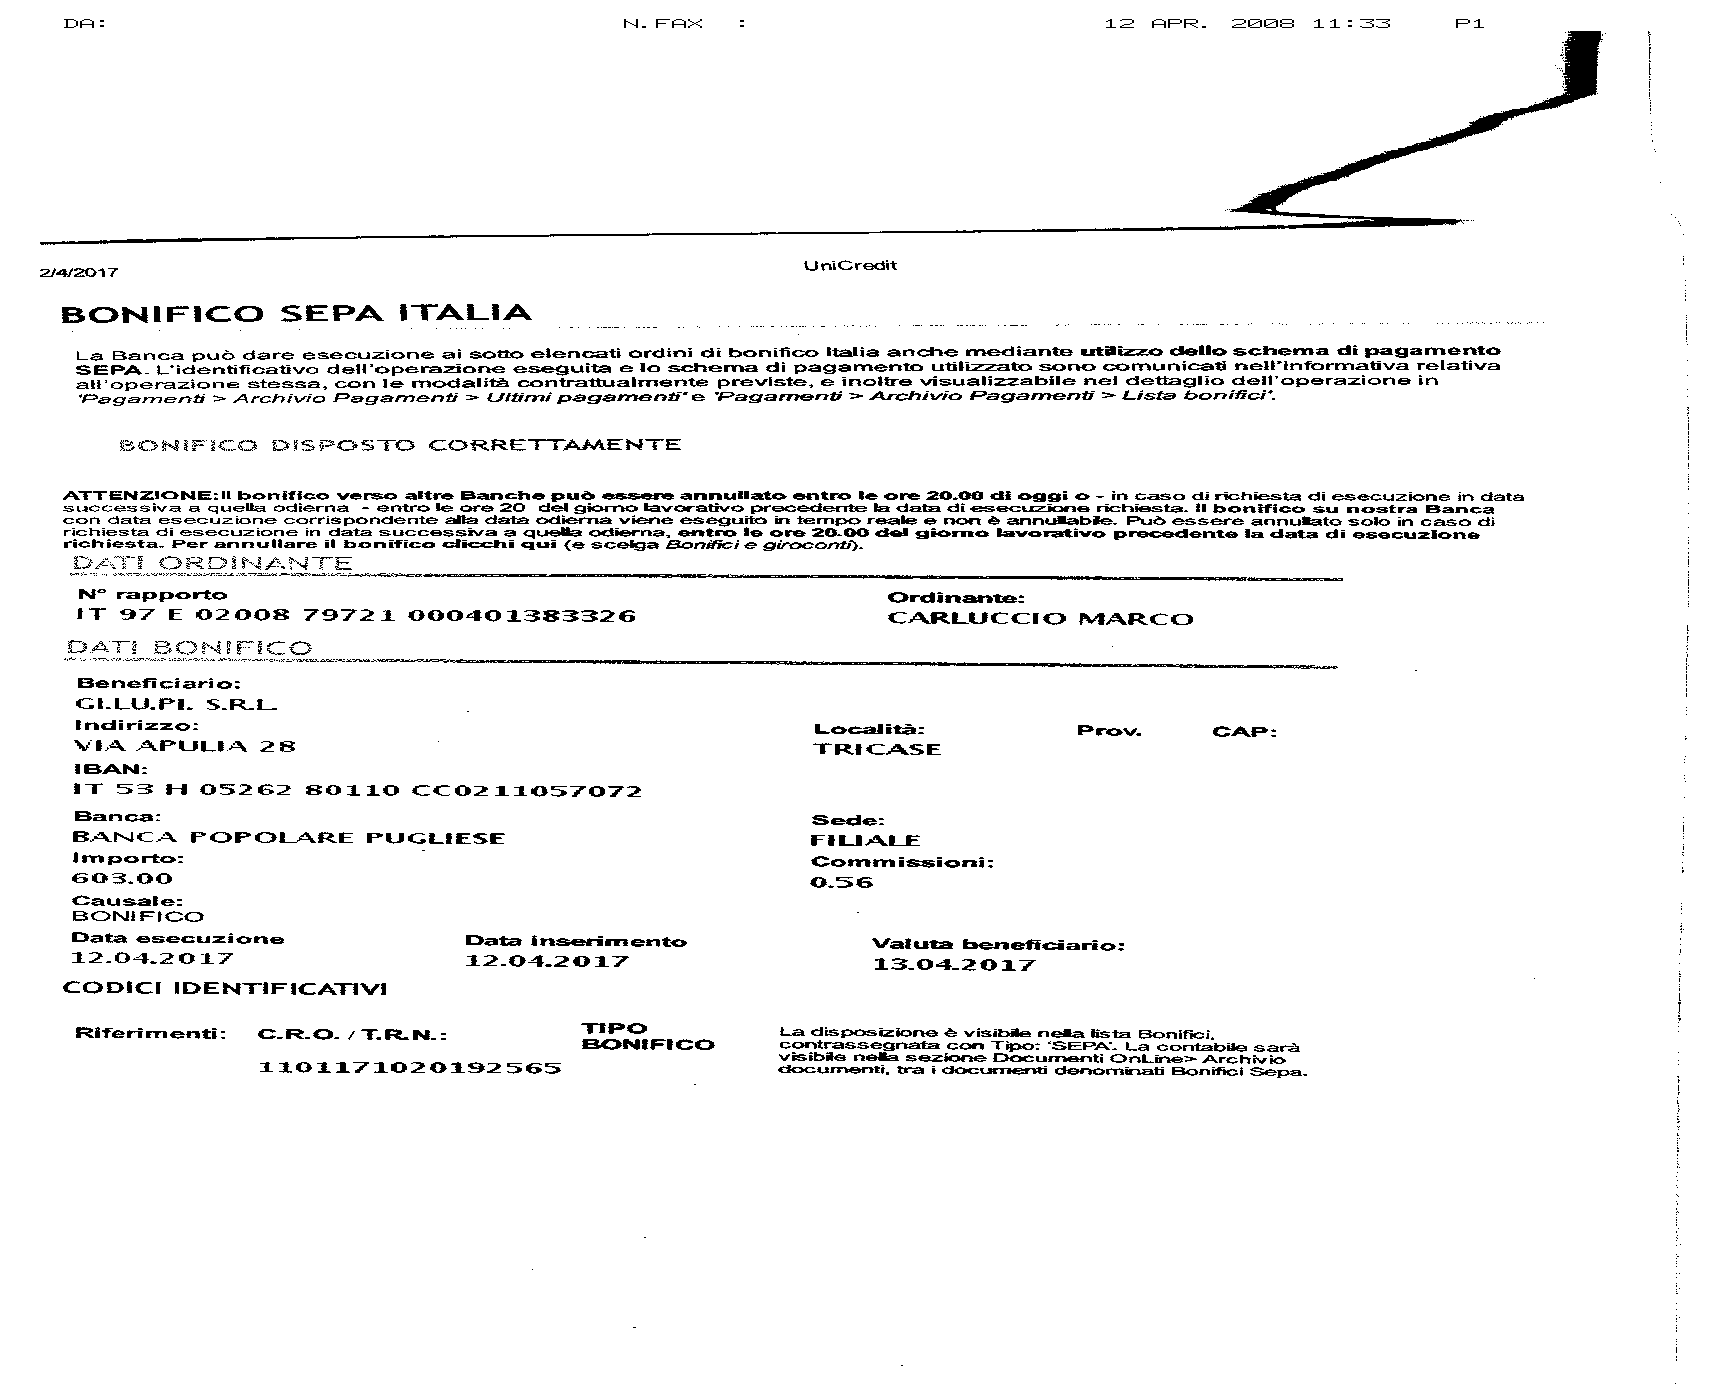 DA: N.FAX : 12 APR. 2008 11:33 P1
2/4/2017 UniCredit
BONIFICO SEPA ITALIA
La Banca può dare esecuzione ai sotto elencati ordini di bonifico Italia anche mediante utilizzo dello schema di pagamento
SEPA. L'identificativo dell'operazione eseguita e lo schema di pagamento utilizzato sono comunicati nell'informativa relativa
all'operazione stessa, con le modalità contrattualmente previste, e inoltre visualizzabile nel dettaglio dell'operazione in
'Pagamenti > Archivio Pagamenti > Ultimi pagamenti' e 'Pagamenti > Archivio Pagamenti > Lista bonifici'.
BONIFICO DISPOSTO CORRETTAMENTE
ATTENZIONE:Il bonifico verso altre Banche può essere annullato entro le ore 20.00 di oggi o - in caso di richiesta di esecuzione in data
successiva a quella odierna - entro le ore 20 del giorno lavorativo precedente la data di esecuzione richiesta. Il bonifico su nostra Banca
con data esecuzione corrispondente alla data odierna viene eseguito in tempo reale e non è annullabile. Può essere annullato solo in caso di
richiesta di esecuzione in data successiva a quella odierna, entro le ore 20.00 del giorno lavorativo precedente la data di esecuzione
richiesta. Per annullare il bonifico clicchi qui (e scelga Bonifici e giroconti).
DATI ORDINANTE
N° rapporto Ordinante:
IT 97 E 02008 79721 000401383326 CARLUCCIO MARCO
DATI BONIFICO
Beneficiario:
GI.LU.PI. S.R.L.
Indirizzo: Località: Prov. CAP:
VIA APULIA 28 TRICASE
IBAN:
IT 53 H 05262 80110 CC0211057072
Banca: Sede:
BANCA POPOLARE PUGLIESE FILIALE
Importo: Commissioni:
603.00 0.56
Causale:
BONIFICO
Data esecuzione Data inserimento Valuta beneficiario:
12.04.2017 12.04.2017 13.04.2017
CODICI IDENTIFICATIVI
Riferimenti: C.R.O. / T.R.N.: TIPO BONIFICO
1101171020192565
La disposizione è visibile nella lista Bonifici,
contrassegnata con Tipo: 'SEPA'. La contabile sarà
visibile nella sezione Documenti OnLine> Archivio
documenti, tra i documenti denominati Bonifici Sepa.